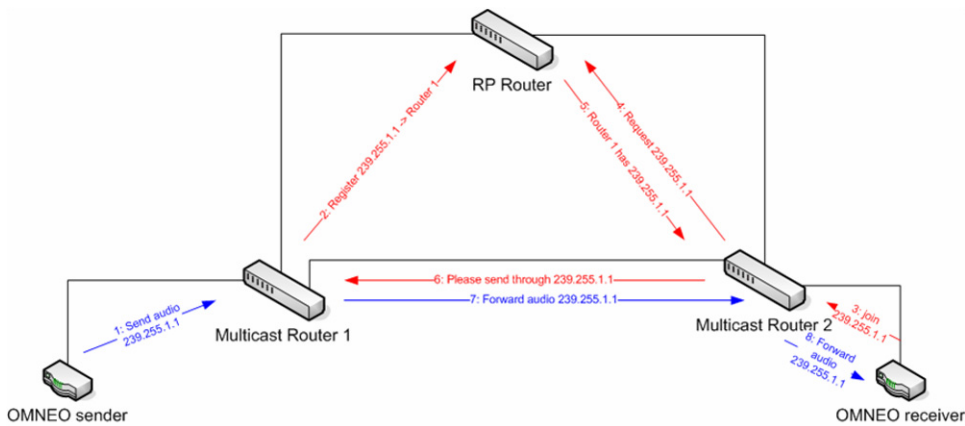 RP Router
2: Register 239.255.1.1 -> Router 1
5: Router 1 has 239.255.1.1
4: Request 239.255.1.1
6: Please send through 239.255.1.1
7: Forward audio 239.255.1.1
1: Send audio
239.255.1.1
Multicast Router 1
Multicast Router 2
3: join
239.255.1.1
8: Forward
audio
239.255.1.1
OMNEO sender
OMNEO receiver